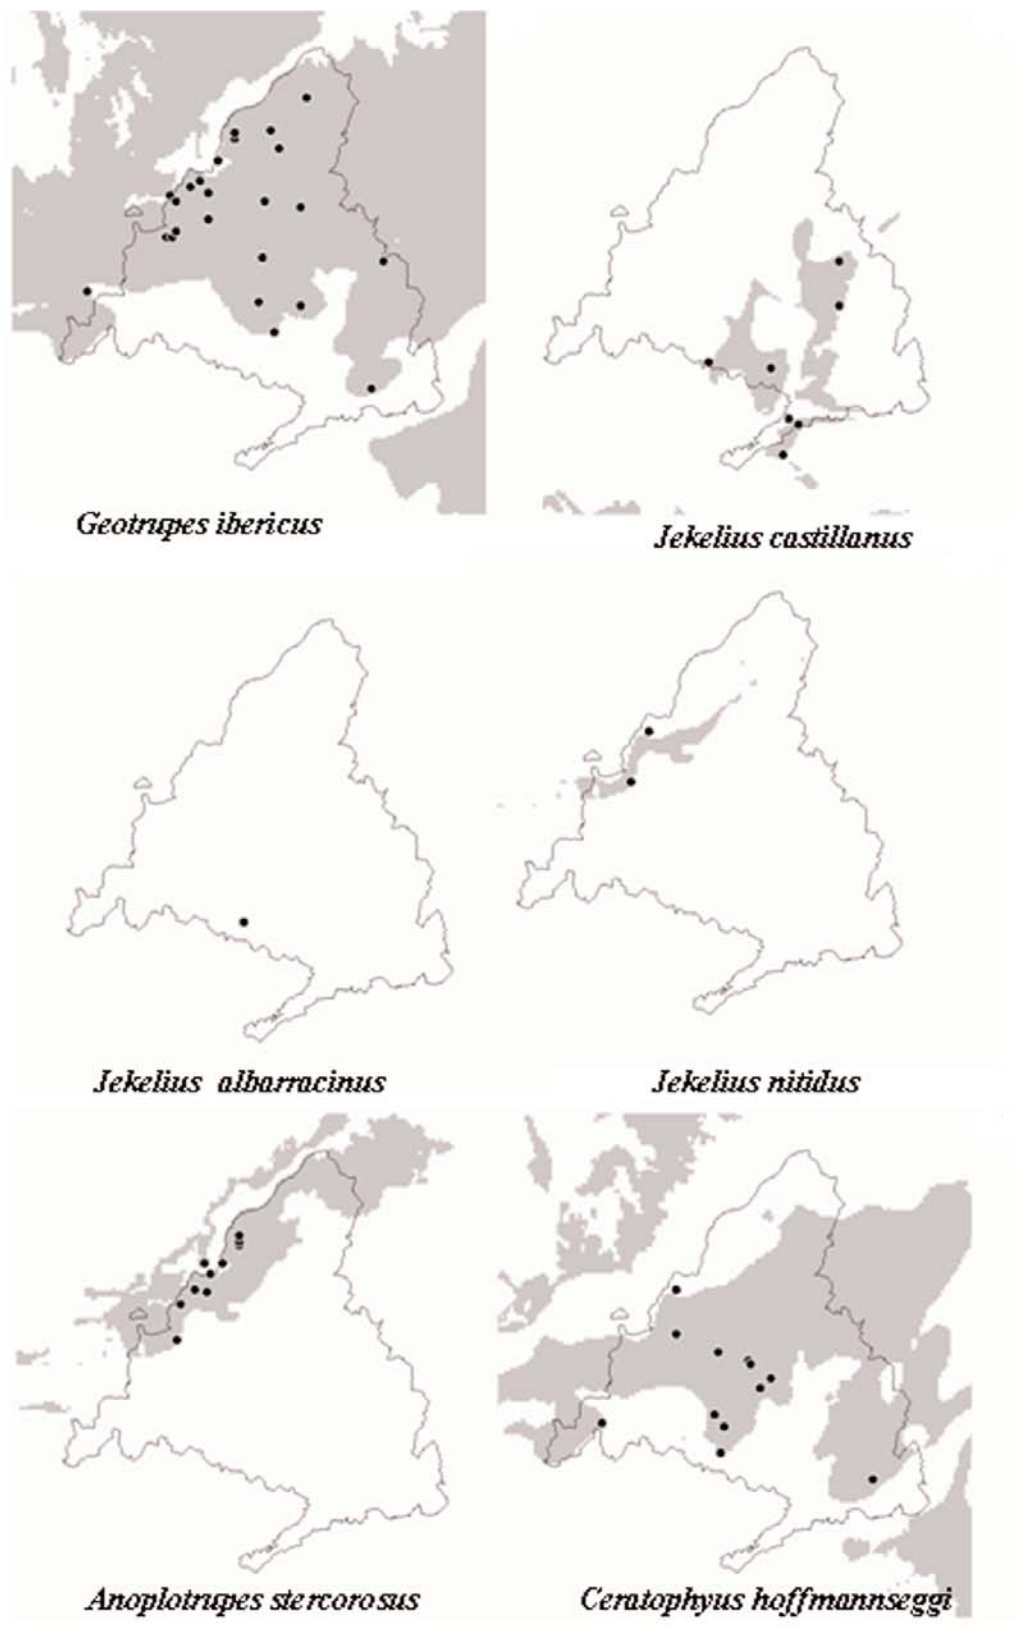 Geotrupes ibericus
Jekelius castillanus
Jekelius albarracinus
Jekelius nitidus
Anoplotrupes stercorosus
Ceratophyus hoffmannseggi